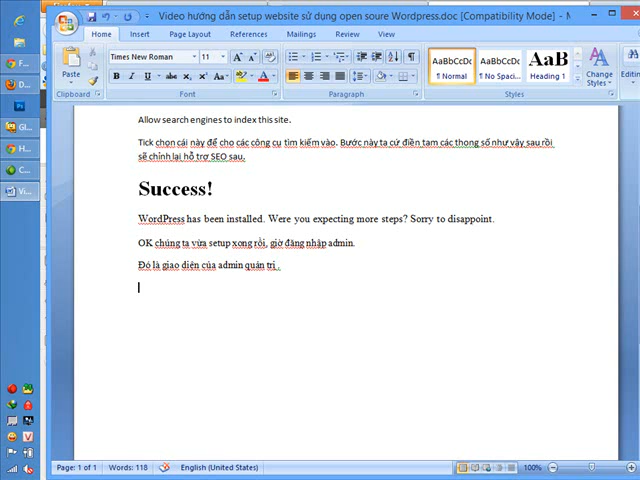 Video hướng dẫn setup website sử dụng open soure Wordpress.doc [Compatibility Mode] - M
Home Insert Page Layout References Mailings Review View
Paste
Clipboard
Times New Roman 11
Font
Paragraph
AaBbCcDc AaBbCcDc AaB
¶ Normal ¶ No Spaci... Heading 1
Change Styles
Styles
Editin
Allow search engines to index this site.
Tick chọn cái này để cho các công cụ tìm kiếm vào. Bước này ta cứ điền tam các thong số như vậy sau rồi
sẽ chỉnh lại hỗ trợ SEO sau.
Success!
WordPress has been installed. Were you expecting more steps? Sorry to disappoint.
OK chúng ta vừa setup xong rồi, giờ đăng nhập admin.
Đó là giao diện của admin quản trị .
Page: 1 of 1 Words: 118 English (United States) 100%